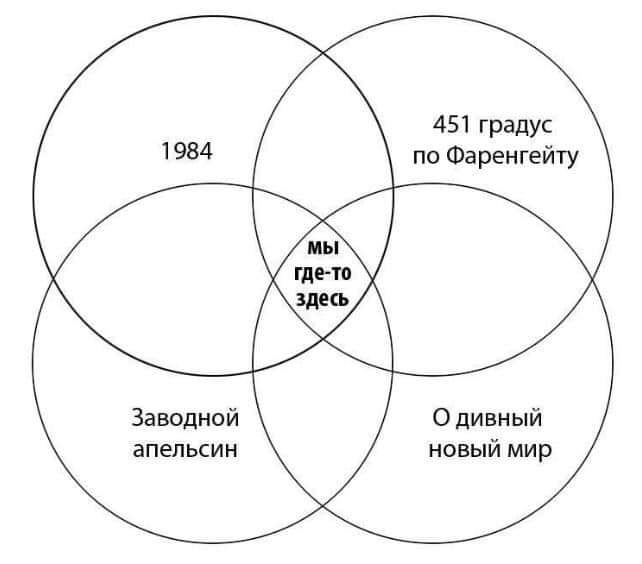 1984
451 градус
по Фаренгейту
мы
где-то
здесь
Заводной
апельсин
О дивный
новый мир